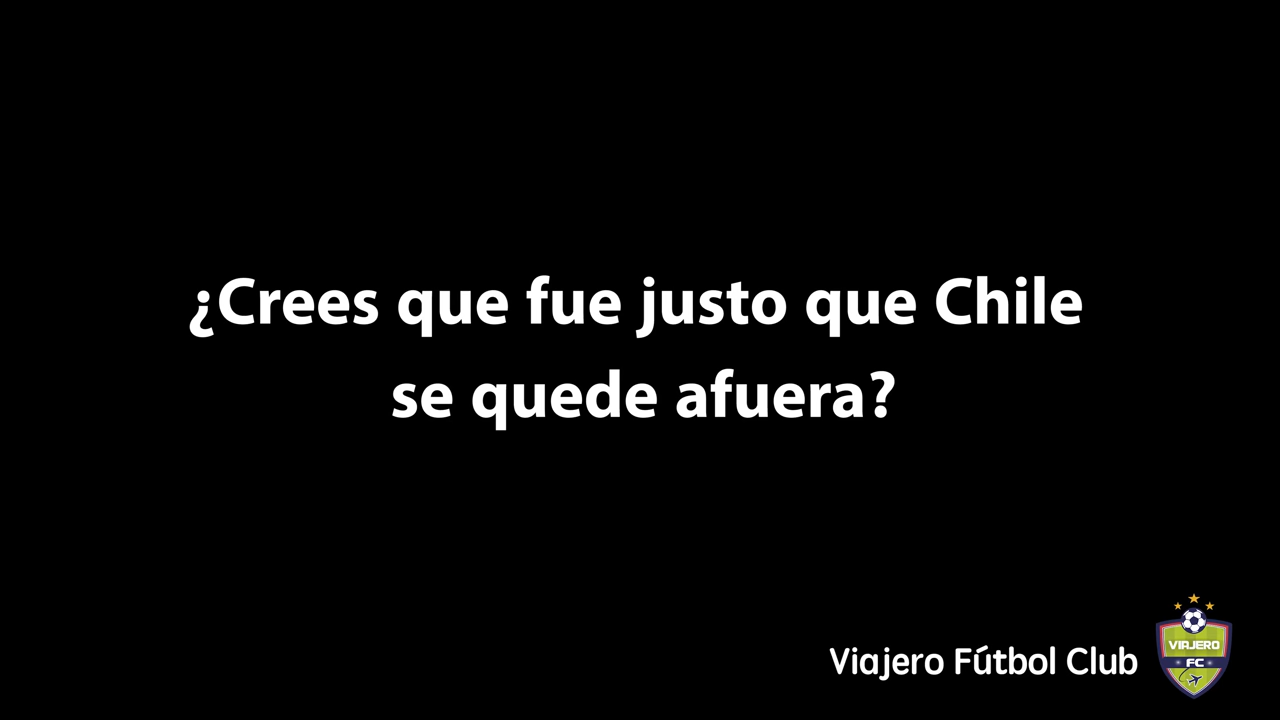 ¿Crees que fue justo que Chile
se quede afuera?
Viajero Fútbol Club
VIAJERO
FC